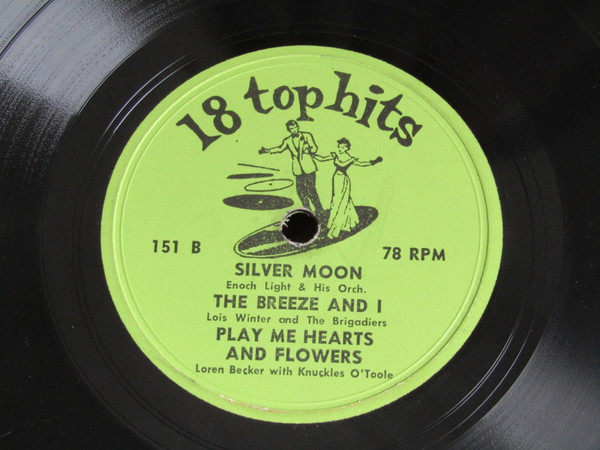 18 top hits
151 B
78 RPM
SILVER MOON
Enoch Light & His Orch.
THE BREEZE AND I
Lois Winter and The Brigadiers
PLAY ME HEARTS
AND FLOWERS
Loren Becker with Knuckles O'Toole